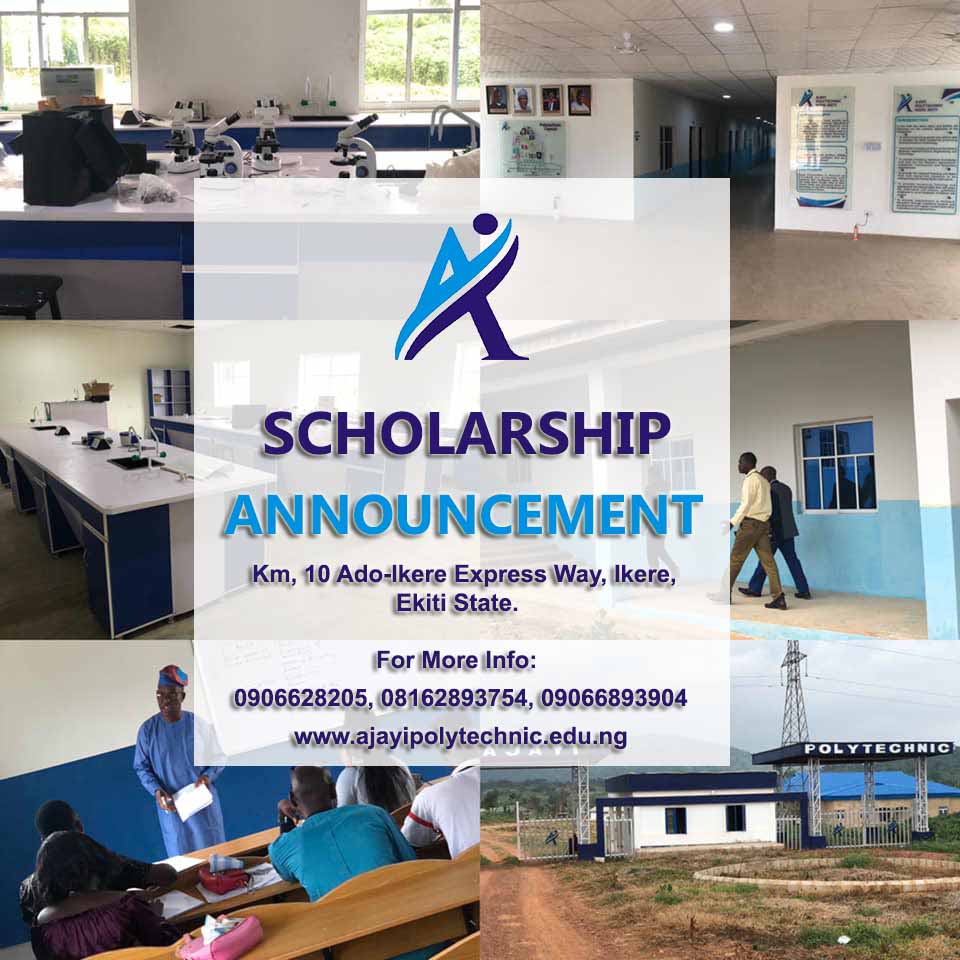 SCHOLARSHIP
ANNOUNCEMENT
Km, 10 Ado-Ikere Express Way, Ikere,
Ekiti State.
For More Info:
0906628205, 08162893754, 09066893904
www.ajayipolytechnic.edu.ng
AJAYI
POLYTECHNIC